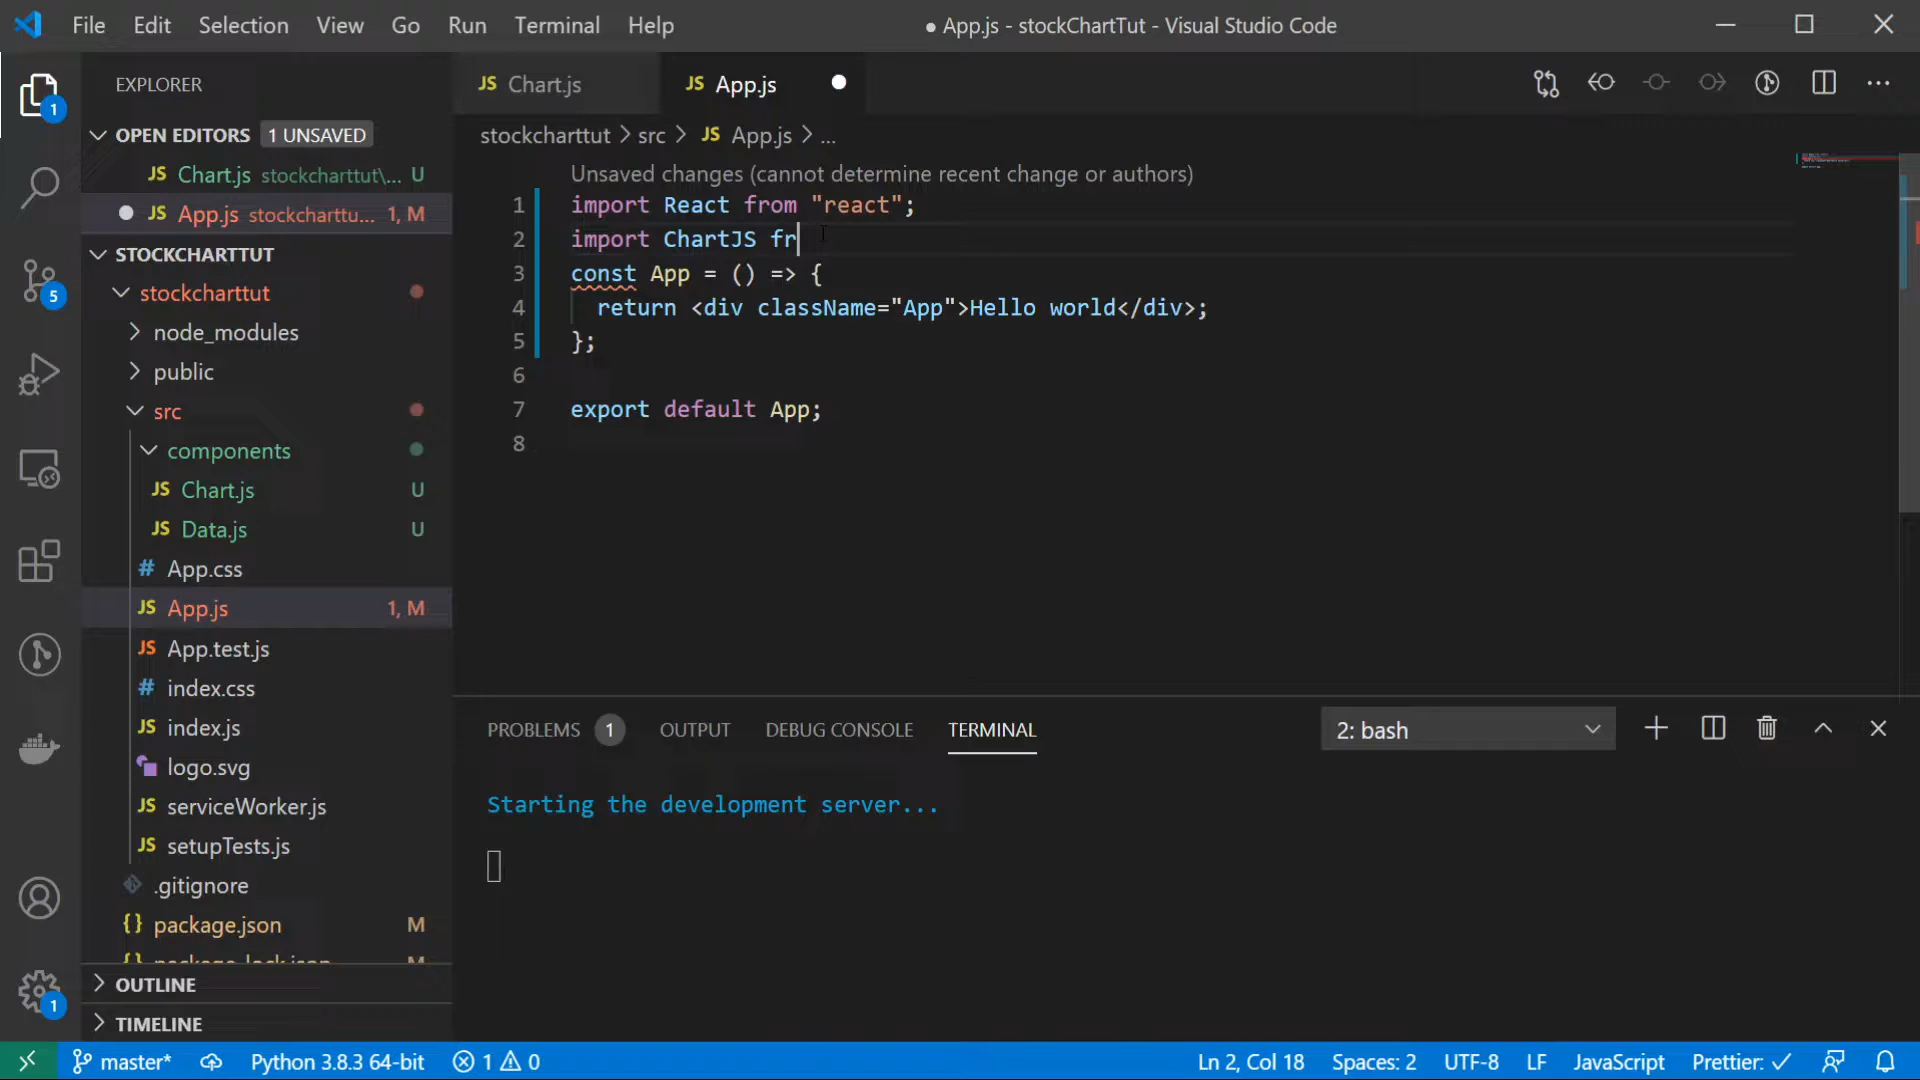 File Edit Selection View Go Run Terminal Help
● App.js - stockChartTut - Visual Studio Code
EXPLORER
OPEN EDITORS 1 UNSAVED
JS Chart.js stockcharttut\... U
JS App.js stockcharttu... 1, M
STOCKCHARTTUT
stockcharttut
node_modules
public
src
components
JS Chart.js U
JS Data.js U
# App.css
JS App.js 1, M
JS App.test.js
# index.css
JS index.js
logo.svg
JS serviceWorker.js
JS setupTests.js
.gitignore
{} package.json M
{} package-lock.json M
OUTLINE
TIMELINE
1
5
1
JS Chart.js
JS App.js
stockcharttut > src > JS App.js > ...
Unsaved changes (cannot determine recent change or authors)
1 import React from "react";
2 import ChartJS fr
3 const App = () => {
4 return <div className="App">Hello world</div>;
5 };
6
7 export default App;
8
PROBLEMS 1 OUTPUT DEBUG CONSOLE TERMINAL 2: bash
Starting the development server...
master* Python 3.8.3 64-bit 1 0 Ln 2, Col 18 Spaces: 2 UTF-8 LF JavaScript Prettier: ✓